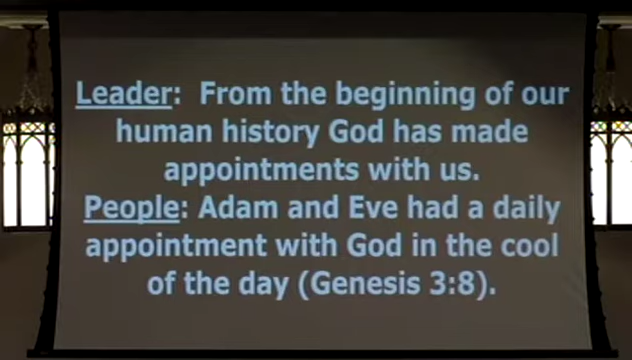 Leader: From the beginning of our
human history God has made
appointments with us.
People: Adam and Eve had a daily
appointment with God in the cool
of the day (Genesis 3:8).